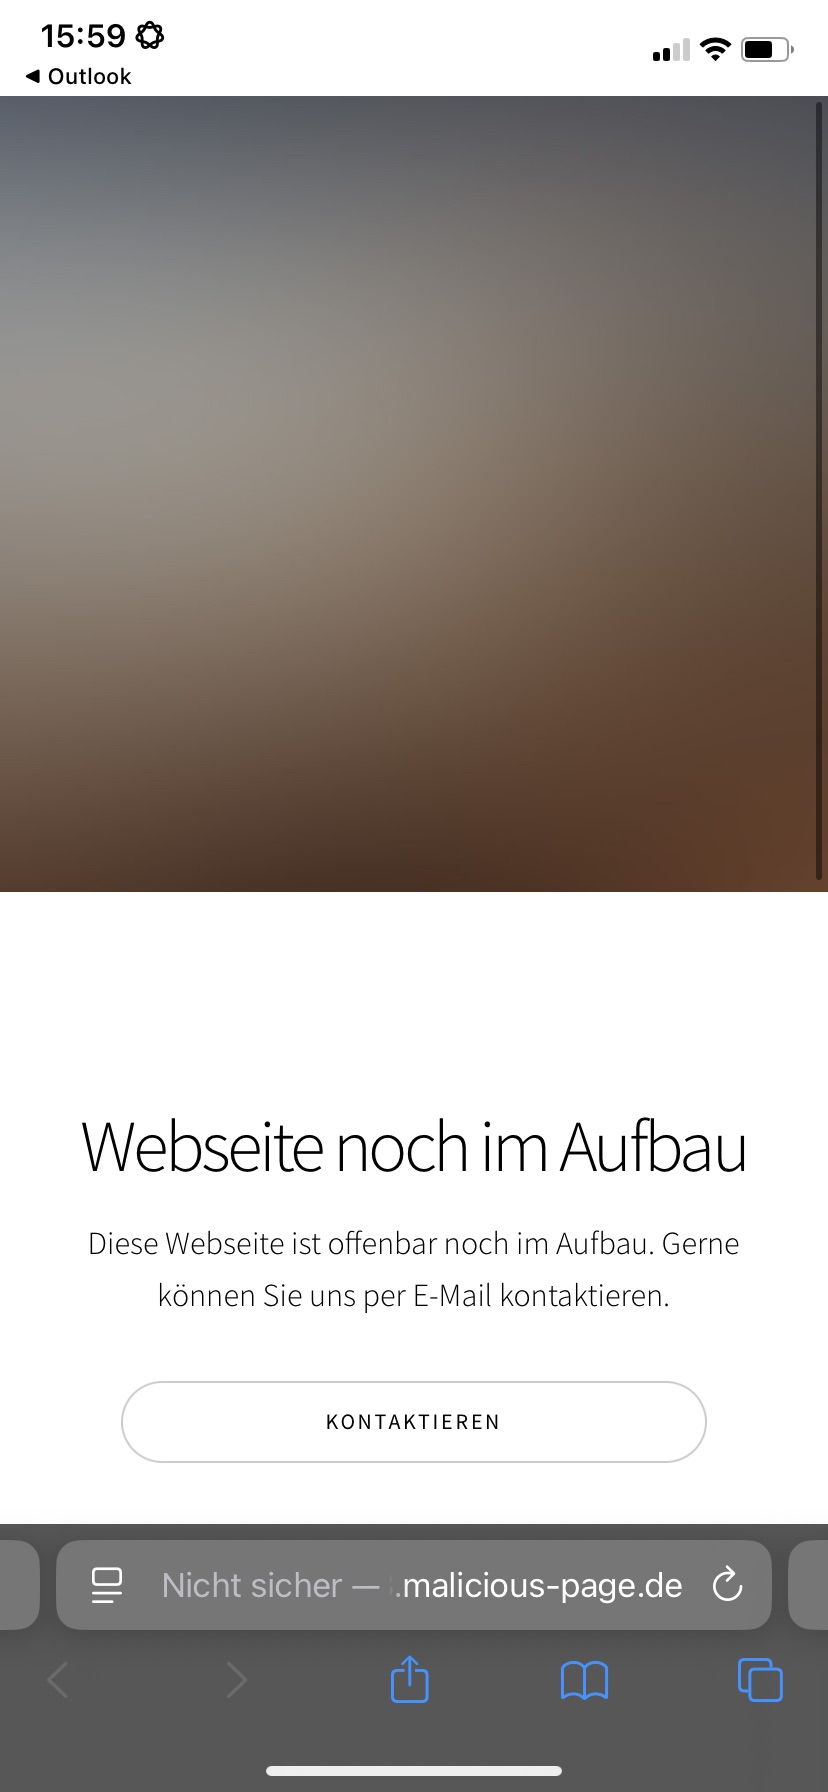 15:59
◀ Outlook
Webseite noch im Aufbau
Diese Webseite ist offenbar noch im Aufbau. Gerne
können Sie uns per E-Mail kontaktieren.
KONTAKTIEREN
Nicht sicher — .malicious-page.de